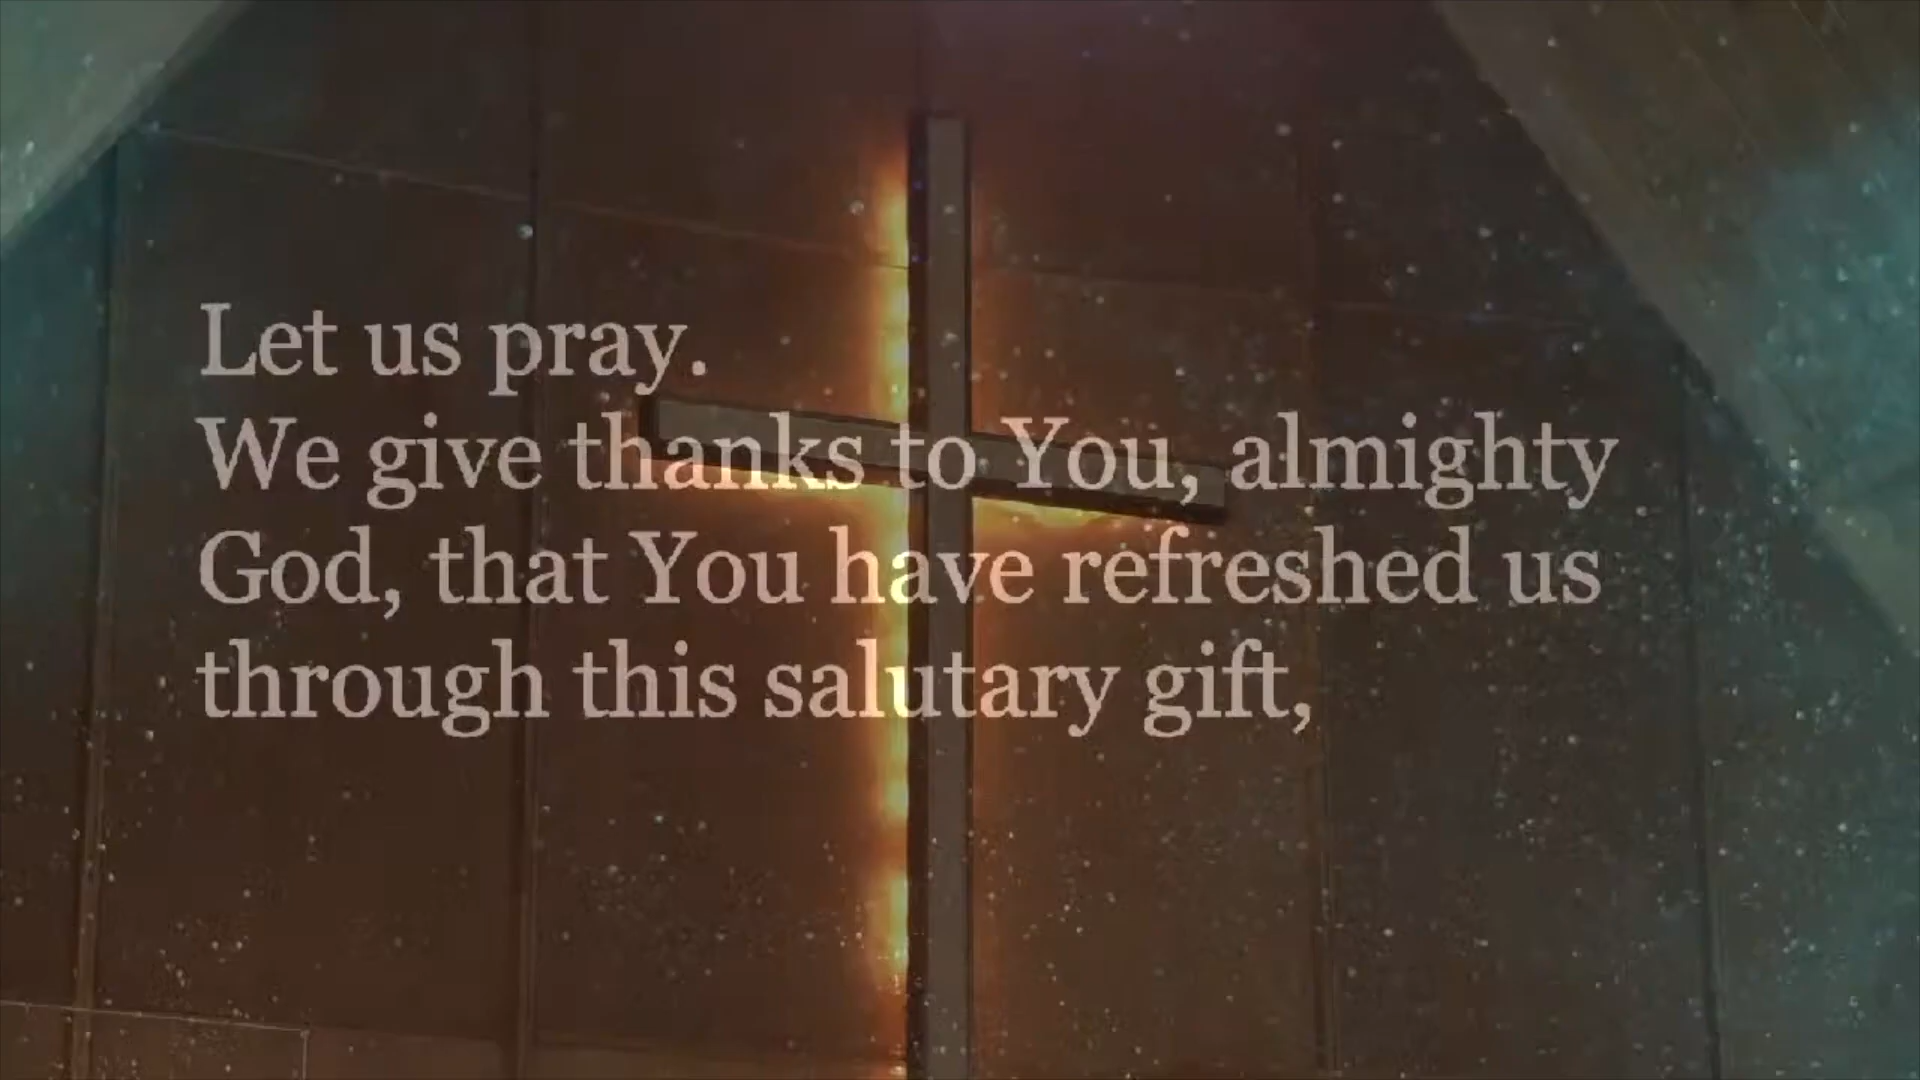 Let us pray.
We give thanks to You, almighty
God, that You have refreshed us
through this salutary gift,